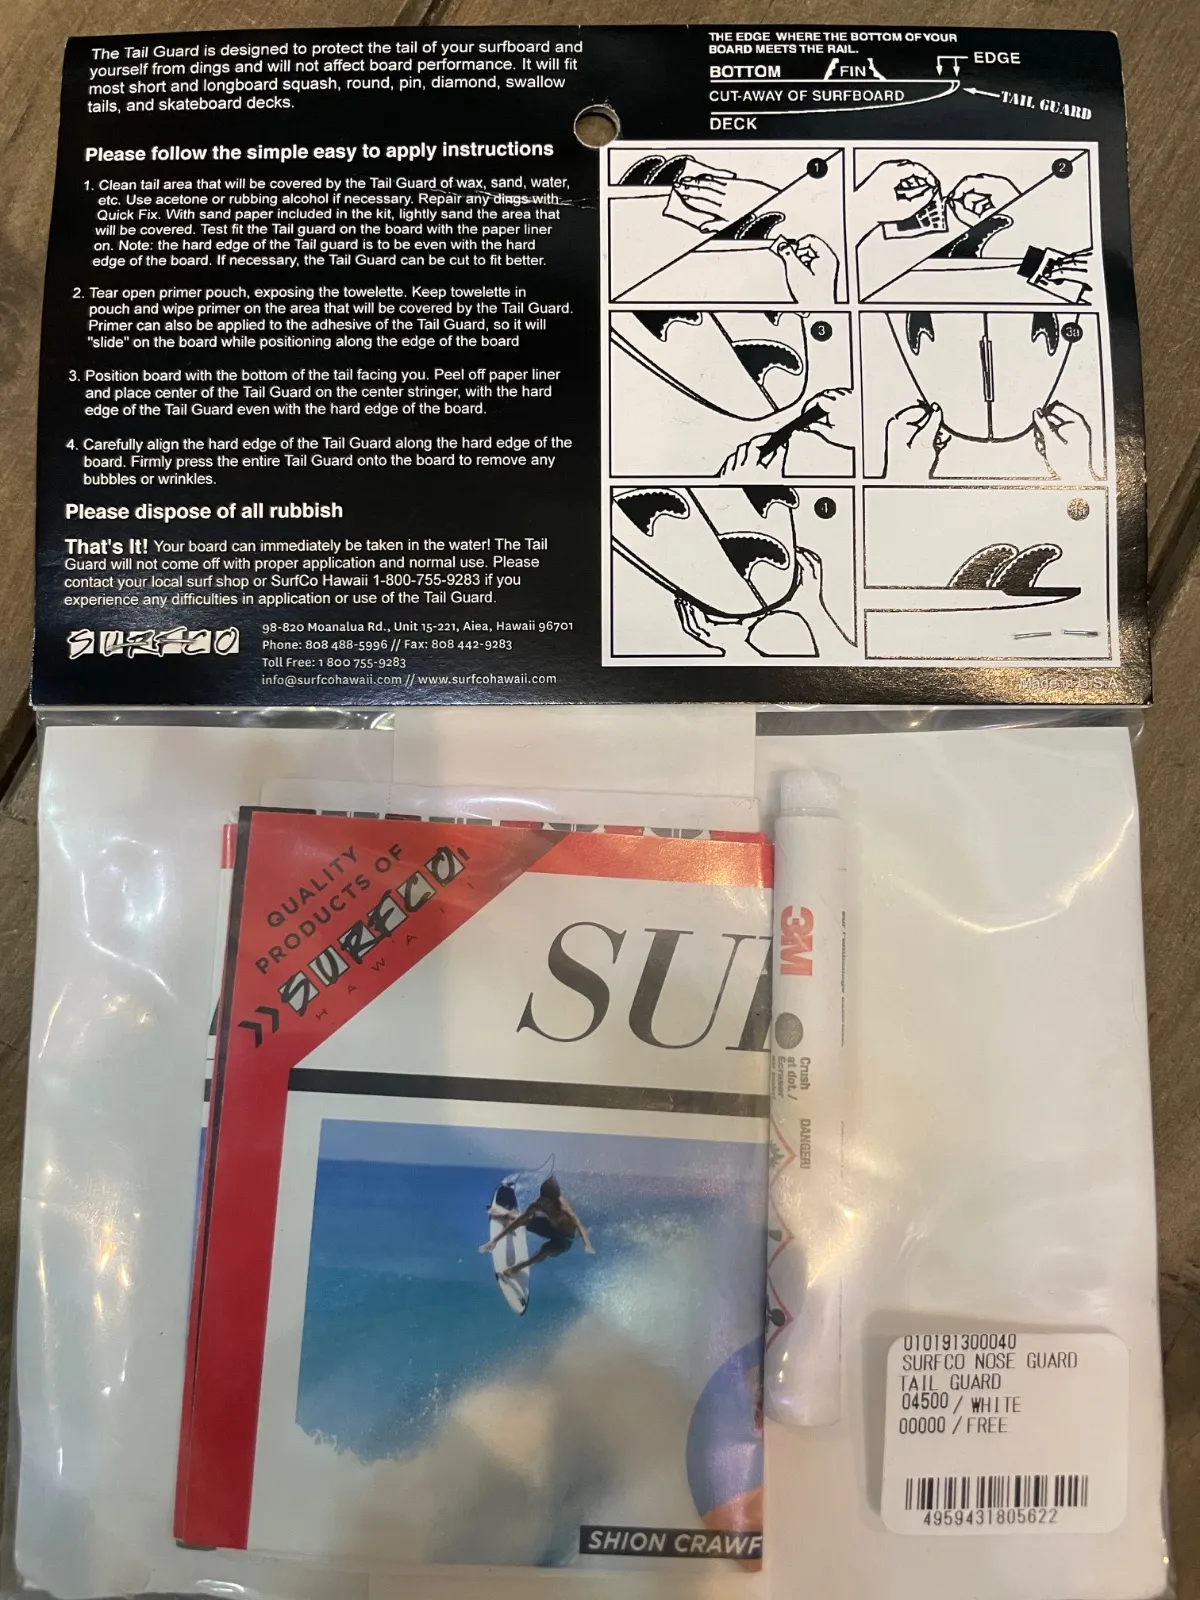 The Tail Guard is designed to protect the tail of your surfboard and
yourself from dings and will not affect board performance. It will fit
most short and longboard squash, round, pin, diamond, swallow
tails, and skateboard decks.
Please follow the simple easy to apply instructions
1. Clean tail area that will be covered by the Tail Guard of wax, sand, water,
etc. Use acetone or rubbing alcohol if necessary. Repair any dings with
Quick Fix. With sand paper included in the kit, lightly sand the area that
will be covered. Test fit the Tail guard on the board with the paper liner
on. Note: the hard edge of the Tail guard is to be even with the hard
edge of the board. If necessary, the Tail Guard can be cut to fit better.
2. Tear open primer pouch, exposing the towelette. Keep towelette in
pouch and wipe primer on the area that will be covered by the Tail Guard.
Primer can also be applied to the adhesive of the Tail Guard, so it will
"slide" on the board while positioning along the edge of the board
3. Position board with the bottom of the tail facing you. Peel off paper liner
and place center of the Tail Guard on the center stringer, with the hard
edge of the Tail Guard even with the hard edge of the board.
4. Carefully align the hard edge of the Tail Guard along the hard edge of the
board. Firmly press the entire Tail Guard onto the board to remove any
bubbles or wrinkles.
Please dispose of all rubbish
That's It! Your board can immediately be taken in the water! The Tail
Guard will not come off with proper application and normal use. Please
contact your local surf shop or SurfCo Hawaii 1-800-755-9283 if you
experience any difficulties in application or use of the Tail Guard.
SURFCO
98-820 Moanalua Rd., Unit 15-221, Aiea, Hawaii 96701
Phone: 808 488-5996 // Fax: 808 442-9283
Toll Free: 1 800 755-9283
info@surfcohawaii.com // www.surfcohawaii.com
THE EDGE WHERE THE BOTTOM OF YOUR
BOARD MEETS THE RAIL.
EDGE
BOTTOM
FIN
CUT-AWAY OF SURFBOARD
TAIL GUARD
DECK
1
2
3
3a
4
4a
Made in U.S.A.
QUALITY
PRODUCTS OF
SURFCO
HAWAII
SUR
SHION CRAWF
3M
Crush
at dot. /
Écraser
DANGER!
010191300040
SURFCO NOSE GUARD
TAIL GUARD
04500 / WHITE
00000 / FREE
4959431805622